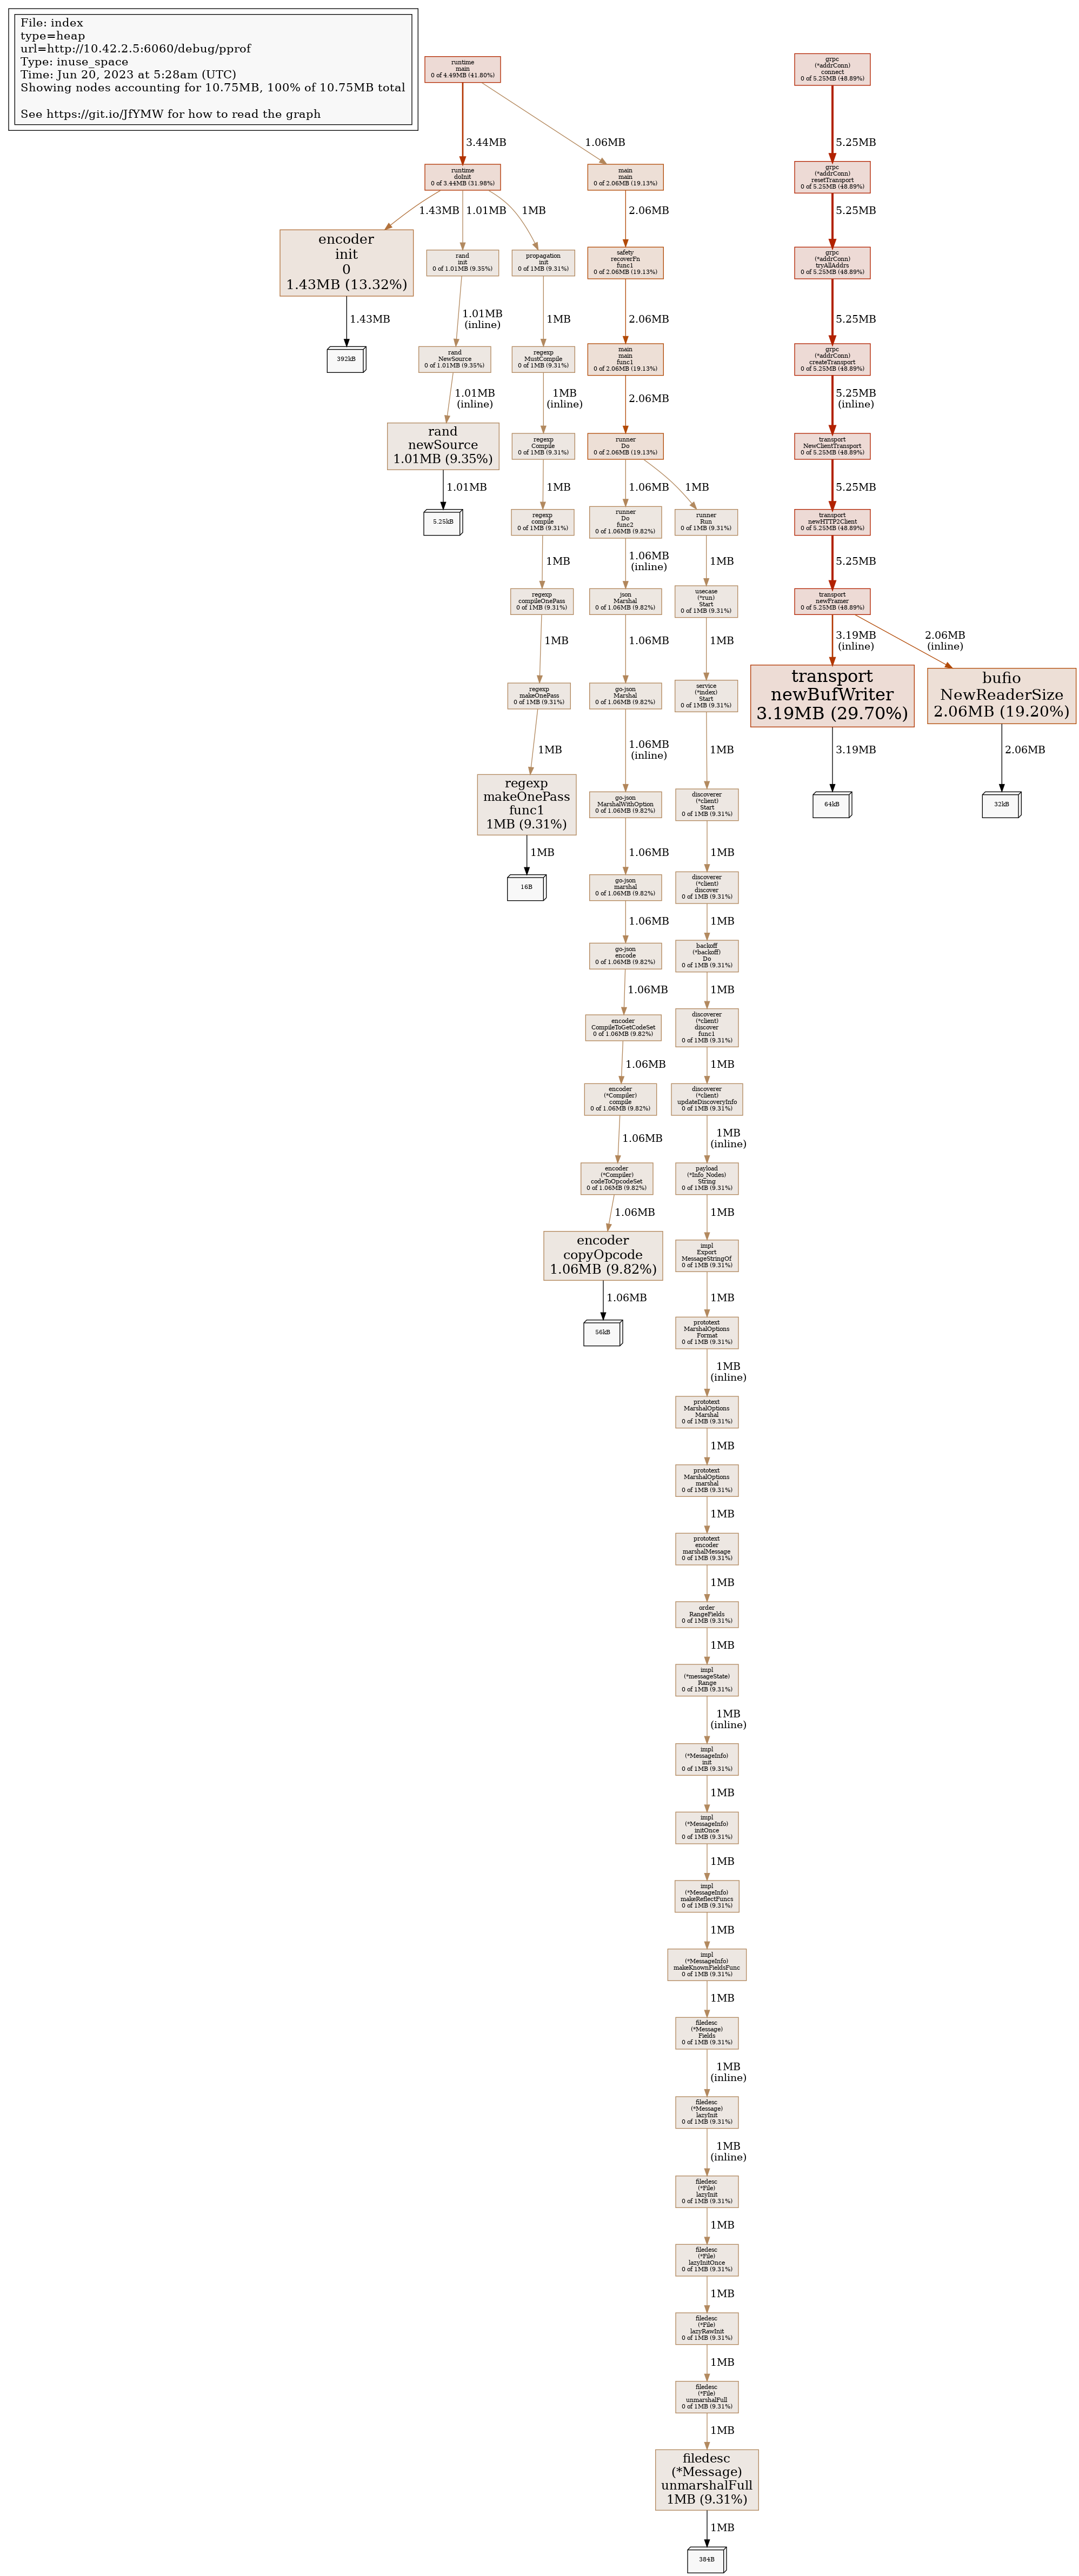 File: index
type=heap
url=http://10.42.2.5:6060/debug/pprof
Type: inuse_space
Time: Jun 20, 2023 at 5:28am (UTC)
Showing nodes accounting for 10.75MB, 100% of 10.75MB total
See https://git.io/JfYMW for how to read the graph
runtime
main
0 of 4.49MB (41.80%)
3.44MB
1.06MB
runtime
doInit
0 of 3.44MB (31.98%)
1.43MB
1.01MB
1MB
encoder
init
0
1.43MB (13.32%)
1.43MB
392kB
rand
init
0 of 1.01MB (9.35%)
1.01MB
(inline)
rand
NewSource
0 of 1.01MB (9.35%)
1.01MB
(inline)
rand
newSource
1.01MB (9.35%)
1.01MB
5.25kB
propagation
init
0 of 1MB (9.31%)
1MB
regexp
MustCompile
0 of 1MB (9.31%)
1MB
(inline)
regexp
Compile
0 of 1MB (9.31%)
1MB
regexp
compile
0 of 1MB (9.31%)
1MB
regexp
compileOnePass
0 of 1MB (9.31%)
1MB
regexp
makeOnePass
0 of 1MB (9.31%)
1MB
regexp
makeOnePass
func1
1MB (9.31%)
1MB
16B
main
main
0 of 2.06MB (19.13%)
2.06MB
safety
recoverFn
func1
0 of 2.06MB (19.13%)
2.06MB
main
main
func1
0 of 2.06MB (19.13%)
2.06MB
runner
Do
0 of 2.06MB (19.13%)
1.06MB
1MB
runner
Do
func2
0 of 1.06MB (9.82%)
1.06MB
(inline)
json
Marshal
0 of 1.06MB (9.82%)
1.06MB
go-json
Marshal
0 of 1.06MB (9.82%)
1.06MB
(inline)
go-json
MarshalWithOption
0 of 1.06MB (9.82%)
1.06MB
go-json
marshal
0 of 1.06MB (9.82%)
1.06MB
go-json
encode
0 of 1.06MB (9.82%)
1.06MB
encoder
CompileToGetCodeSet
0 of 1.06MB (9.82%)
1.06MB
encoder
(*Compiler)
compile
0 of 1.06MB (9.82%)
1.06MB
encoder
(*Compiler)
codeToOpcodeSet
0 of 1.06MB (9.82%)
1.06MB
encoder
copyOpcode
1.06MB (9.82%)
1.06MB
56kB
runner
Run
0 of 1MB (9.31%)
1MB
usecase
(*run)
Start
0 of 1MB (9.31%)
1MB
service
(*index)
Start
0 of 1MB (9.31%)
1MB
discoverer
(*client)
Start
0 of 1MB (9.31%)
1MB
discoverer
(*client)
discover
0 of 1MB (9.31%)
1MB
backoff
(*backoff)
Do
0 of 1MB (9.31%)
1MB
discoverer
(*client)
discover
func1
0 of 1MB (9.31%)
1MB
discoverer
(*client)
updateDiscoveryInfo
0 of 1MB (9.31%)
1MB
(inline)
payload
(*Info_Nodes)
String
0 of 1MB (9.31%)
1MB
impl
Export
MessageStringOf
0 of 1MB (9.31%)
1MB
prototext
MarshalOptions
Format
0 of 1MB (9.31%)
1MB
(inline)
prototext
MarshalOptions
Marshal
0 of 1MB (9.31%)
1MB
prototext
MarshalOptions
marshal
0 of 1MB (9.31%)
1MB
prototext
encoder
marshalMessage
0 of 1MB (9.31%)
1MB
order
RangeFields
0 of 1MB (9.31%)
1MB
impl
(*messageState)
Range
0 of 1MB (9.31%)
1MB
(inline)
impl
(*MessageInfo)
init
0 of 1MB (9.31%)
1MB
impl
(*MessageInfo)
initOnce
0 of 1MB (9.31%)
1MB
impl
(*MessageInfo)
makeReflectFuncs
0 of 1MB (9.31%)
1MB
impl
(*MessageInfo)
makeKnownFieldsFunc
0 of 1MB (9.31%)
1MB
filedesc
(*Message)
Fields
0 of 1MB (9.31%)
1MB
(inline)
filedesc
(*Message)
lazyInit
0 of 1MB (9.31%)
1MB
(inline)
filedesc
(*File)
lazyInit
0 of 1MB (9.31%)
1MB
filedesc
(*File)
lazyInitOnce
0 of 1MB (9.31%)
1MB
filedesc
(*File)
lazyRawInit
0 of 1MB (9.31%)
1MB
filedesc
(*File)
unmarshalFull
0 of 1MB (9.31%)
1MB
filedesc
(*Message)
unmarshalFull
1MB (9.31%)
1MB
384B
grpc
(*addrConn)
connect
0 of 5.25MB (48.89%)
5.25MB
grpc
(*addrConn)
resetTransport
0 of 5.25MB (48.89%)
5.25MB
grpc
(*addrConn)
tryAllAddrs
0 of 5.25MB (48.89%)
5.25MB
grpc
(*addrConn)
createTransport
0 of 5.25MB (48.89%)
5.25MB
(inline)
transport
NewClientTransport
0 of 5.25MB (48.89%)
5.25MB
transport
newHTTP2Client
0 of 5.25MB (48.89%)
5.25MB
transport
newFramer
0 of 5.25MB (48.89%)
3.19MB
(inline)
2.06MB
(inline)
transport
newBufWriter
3.19MB (29.70%)
3.19MB
64kB
bufio
NewReaderSize
2.06MB (19.20%)
2.06MB
32kB